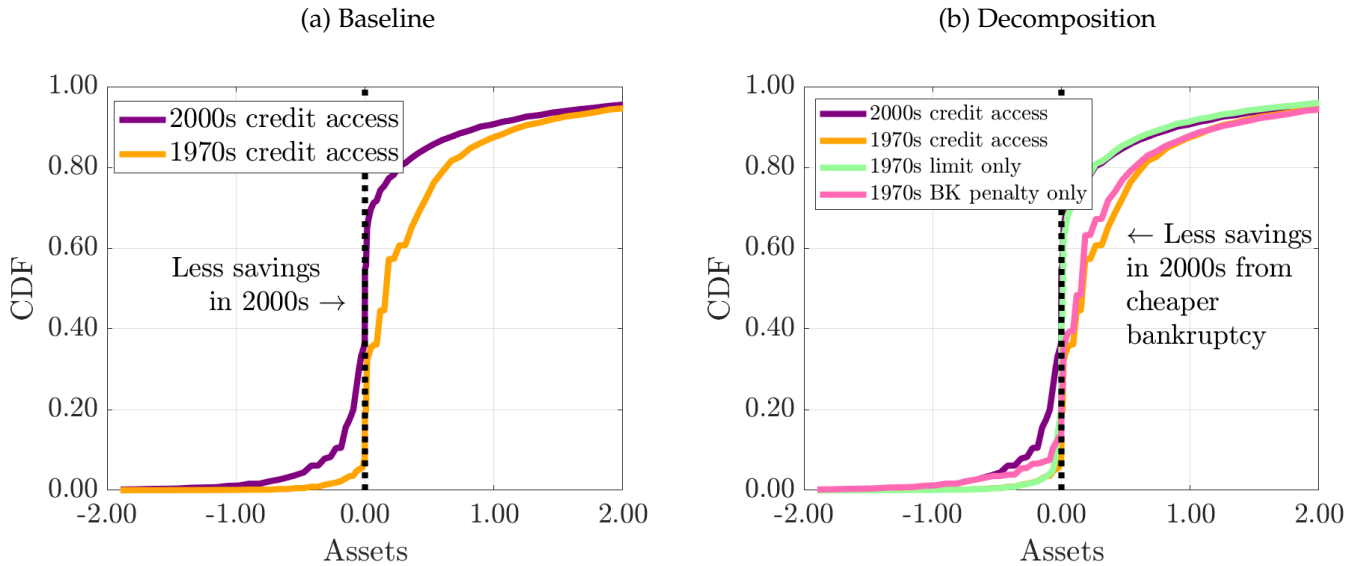 (a) Baseline
1.00
0.80
0.60
0.40
0.20
0.00
CDF
2000s credit access
1970s credit access
Less savings
in 2000s →
-2.00
-1.00
0.00
1.00
2.00
Assets
(b) Decomposition
1.00
0.80
0.60
0.40
0.20
0.00
CDF
2000s credit access
1970s credit access
1970s limit only
1970s BK penalty only
← Less savings
in 2000s from
cheaper
bankruptcy
-2.00
-1.00
0.00
1.00
2.00
Assets